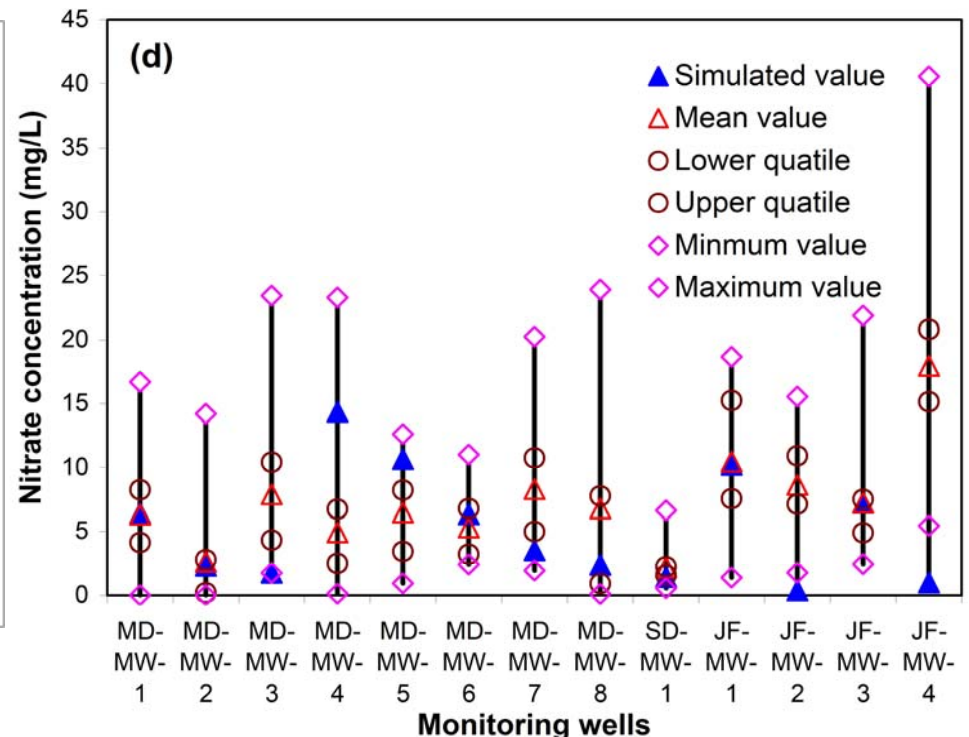 (d)
Simulated value
Mean value
Lower quatile
Upper quatile
Minmum value
Maximum value
Nitrate concentration (mg/L)
45
40
35
30
25
20
15
10
5
0
MD- MD- MD- MD- MD- MD- MD- MD- SD- JF- JF- JF- JF-
MW- MW- MW- MW- MW- MW- MW- MW- MW- MW- MW- MW- MW-
1 2 3 4 5 6 7 8 1 1 2 3 4
Monitoring wells